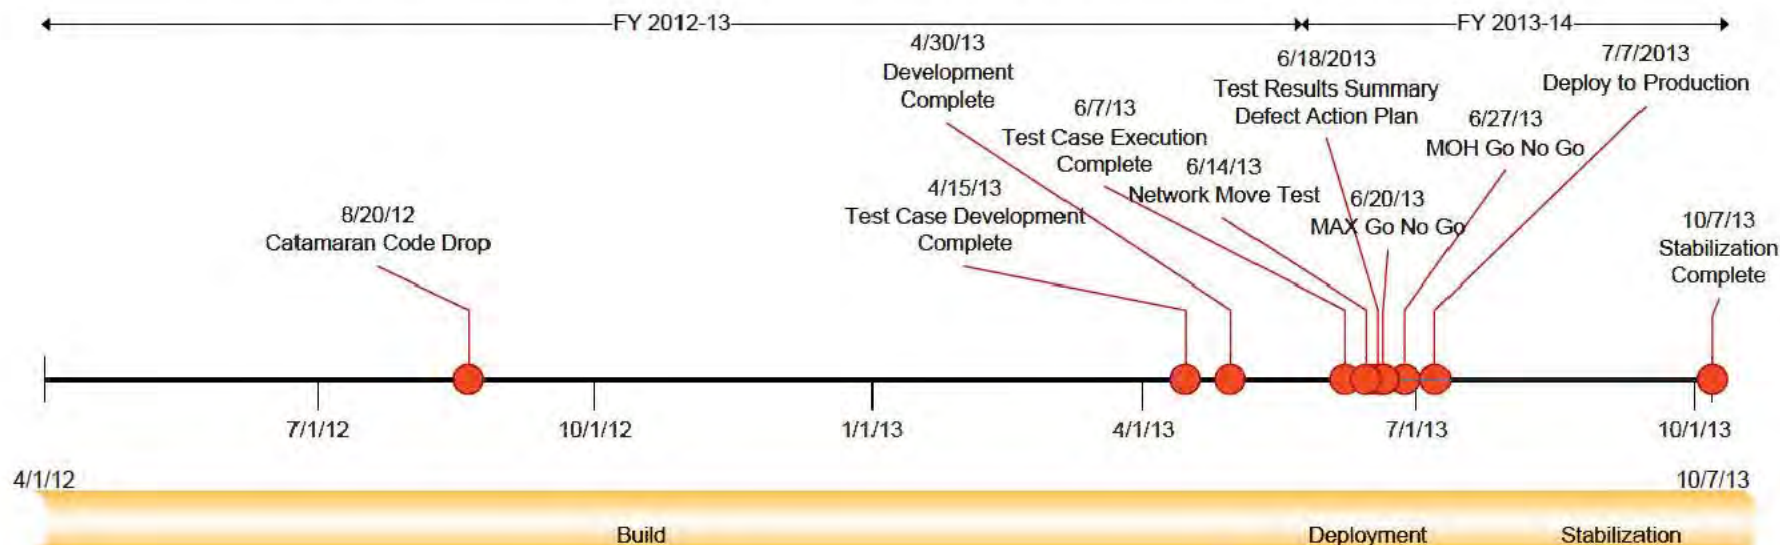 FY 2012-13
FY 2013-14
4/30/13
Development
Complete
6/18/2013
Test Results Summary
Defect Action Plan
7/7/2013
Deploy to Production
6/7/13
Test Case Execution
Complete
6/27/13
MOH Go No Go
6/14/13
Network Move Test
4/15/13
Test Case Development
Complete
6/20/13
MAX Go No Go
8/20/12
Catamaran Code Drop
10/7/13
Stabilization
Complete
7/1/12
10/1/12
1/1/13
4/1/13
7/1/13
10/1/13
4/1/12
10/7/13
Build
Deployment
Stabilization